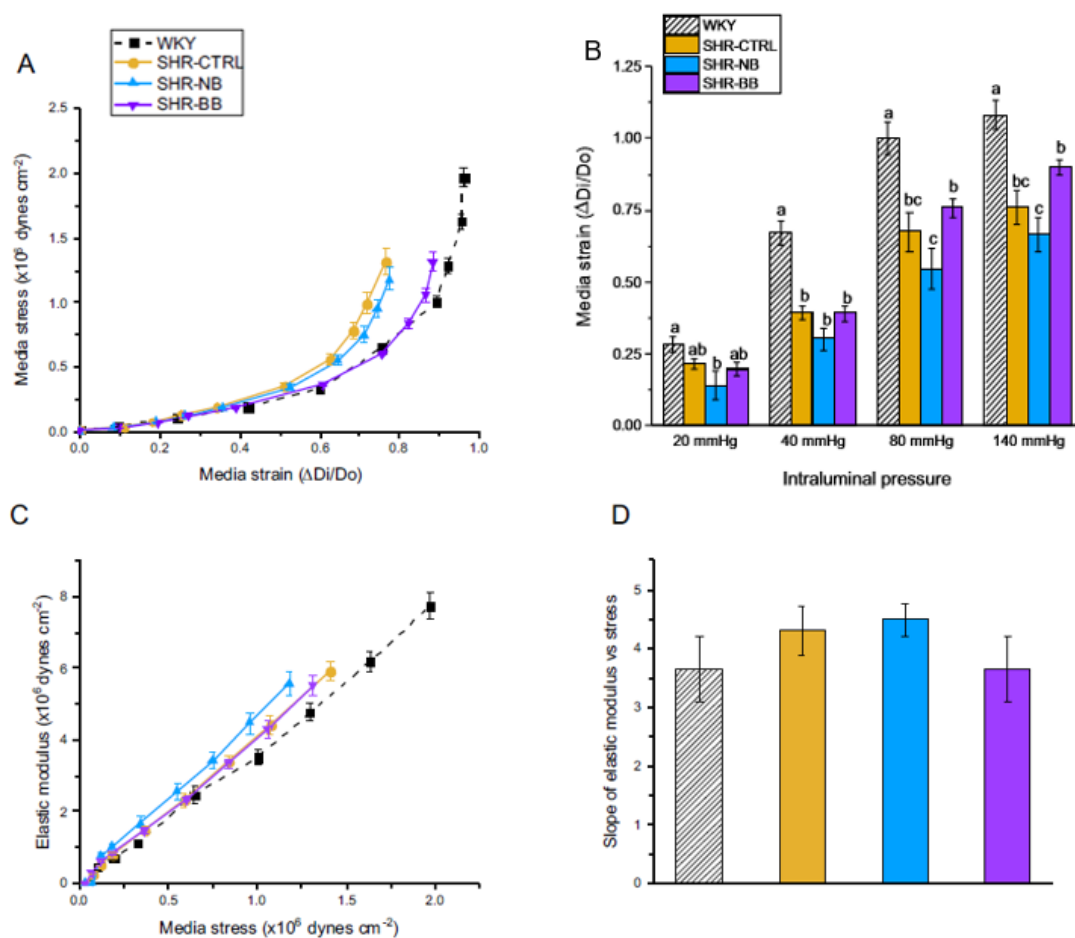 A
WKY
SHR-CTRL
SHR-NB
SHR-BB
Media stress (x10⁶ dynes cm⁻²)
2.5
2.0
1.5
1.0
0.5
0.0
0.0 0.2 0.4 0.6 0.8 1.0
Media strain (ΔDi/Do)
B
WKY
SHR-CTRL
SHR-NB
SHR-BB
Media strain (ΔDi/Do)
1.25
1.00
0.75
0.50
0.25
0.00
a ab b ab
a b b b
a bc c b
a bc c b
20 mmHg 40 mmHg 80 mmHg 140 mmHg
Intraluminal pressure
C
Elastic modulus (x10⁶ dynes cm⁻²)
8
6
4
2
0
0.0 0.5 1.0 1.5 2.0
Media stress (x10⁶ dynes cm⁻²)
D
Slope of elastic modulus vs stress
5
4
3
2
1
0